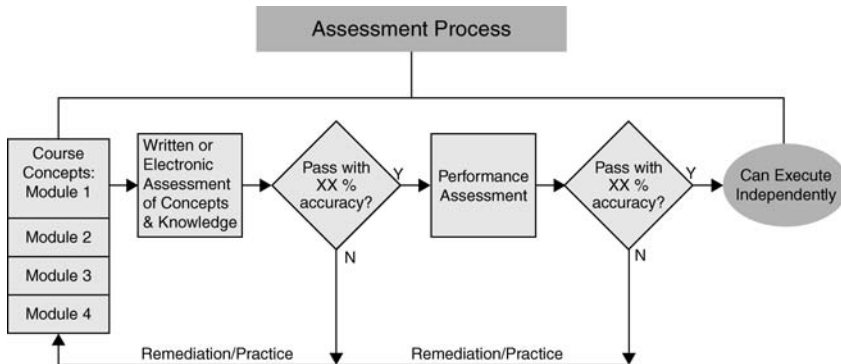 Assessment Process
Course
Concepts:
Module 1
Module 2
Module 3
Module 4
Written or
Electronic
Assessment
of Concepts
& Knowledge
Pass with
XX %
accuracy?
Y
N
Performance
Assessment
Pass with
XX %
accuracy?
Y
N
Can Execute
Independently
Remediation/Practice
Remediation/Practice